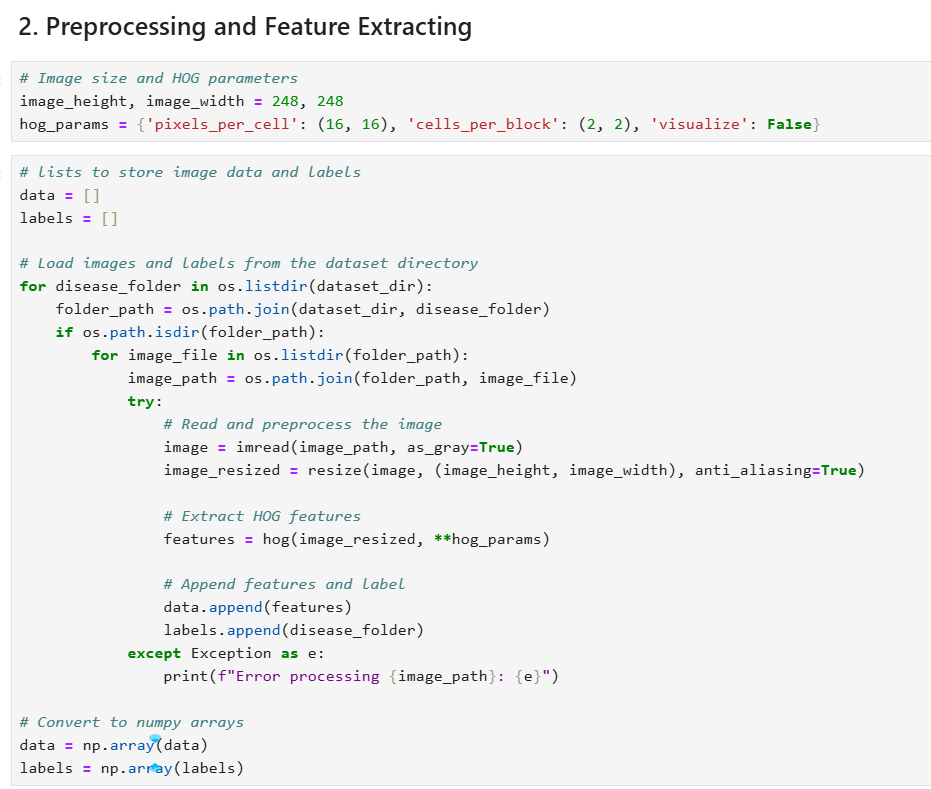 2. Preprocessing and Feature Extracting
# Image size and HOG parameters
image_height, image_width = 248, 248
hog_params = {'pixels_per_cell': (16, 16), 'cells_per_block': (2, 2), 'visualize': False}
# lists to store image data and labels
data = []
labels = []
# Load images and labels from the dataset directory
for disease_folder in os.listdir(dataset_dir):
    folder_path = os.path.join(dataset_dir, disease_folder)
    if os.path.isdir(folder_path):
        for image_file in os.listdir(folder_path):
            image_path = os.path.join(folder_path, image_file)
            try:
                # Read and preprocess the image
                image = imread(image_path, as_gray=True)
                image_resized = resize(image, (image_height, image_width), anti_aliasing=True)
                # Extract HOG features
                features = hog(image_resized, **hog_params)
                # Append features and label
                data.append(features)
                labels.append(disease_folder)
            except Exception as e:
                print(f"Error processing {image_path}: {e}")
# Convert to numpy arrays
data = np.array(data)
labels = np.array(labels)